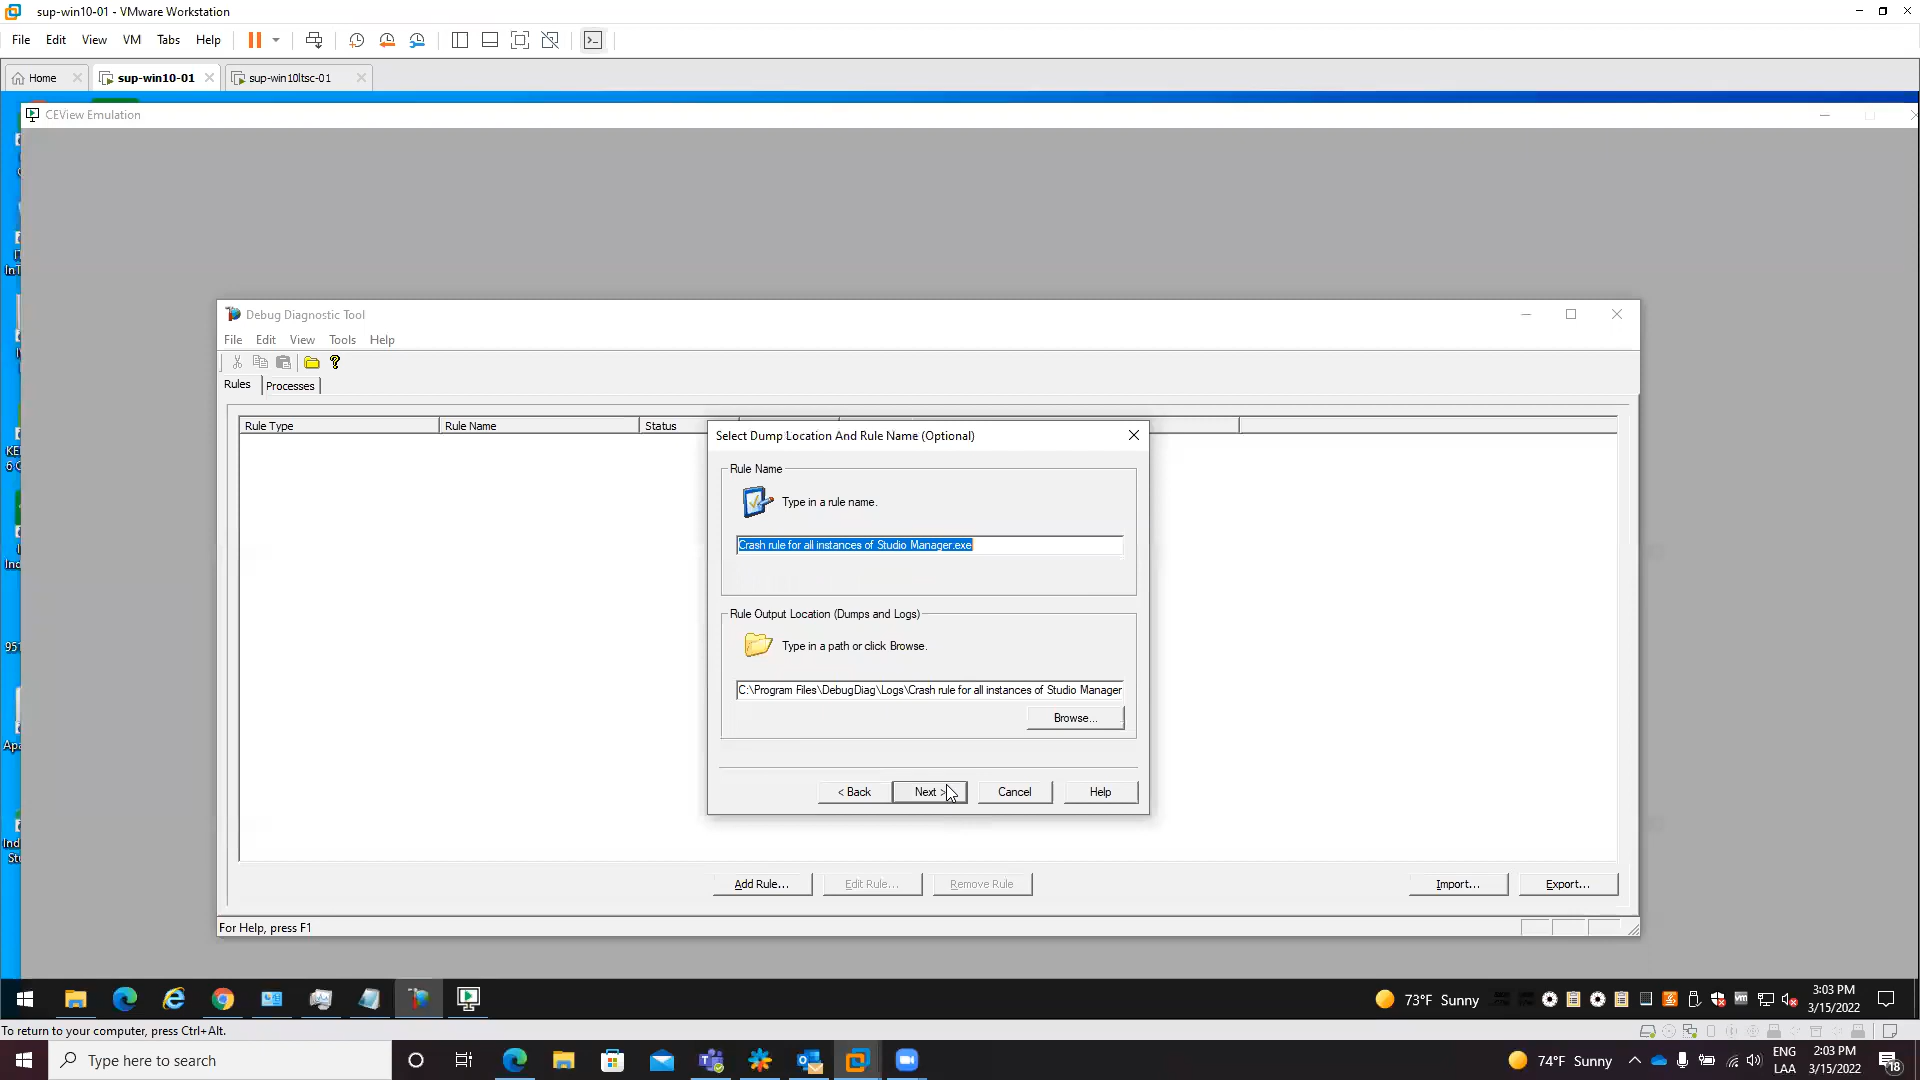 sup-win10-01 - VMware Workstation
File Edit View VM Tabs Help
Home sup-win10-01 sup-win10ltsc-01
CEView Emulation
Debug Diagnostic Tool
File Edit View Tools Help
Rules Processes
Rule Type Rule Name Status
Select Dump Location And Rule Name (Optional)
Rule Name
Type in a rule name.
Crash rule for all instances of Studio Manager.exe
Rule Output Location (Dumps and Logs)
Type in a path or click Browse.
C:\Program Files\DebugDiag\Logs\Crash rule for all instances of Studio Manager
Browse...
< Back Next > Cancel Help
Add Rule... Edit Rule... Remove Rule Import... Export...
For Help, press F1
73°F Sunny
3:03 PM
3/15/2022
To return to your computer, press Ctrl+Alt.
Type here to search
74°F Sunny
ENG
LAA
2:03 PM
3/15/2022
18